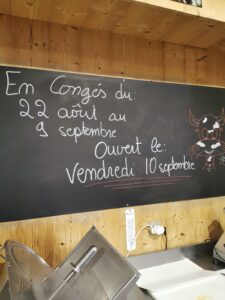 En Congés du:
22 août au
9 septembre
Ouvert le:
Vendredi 10 septembre